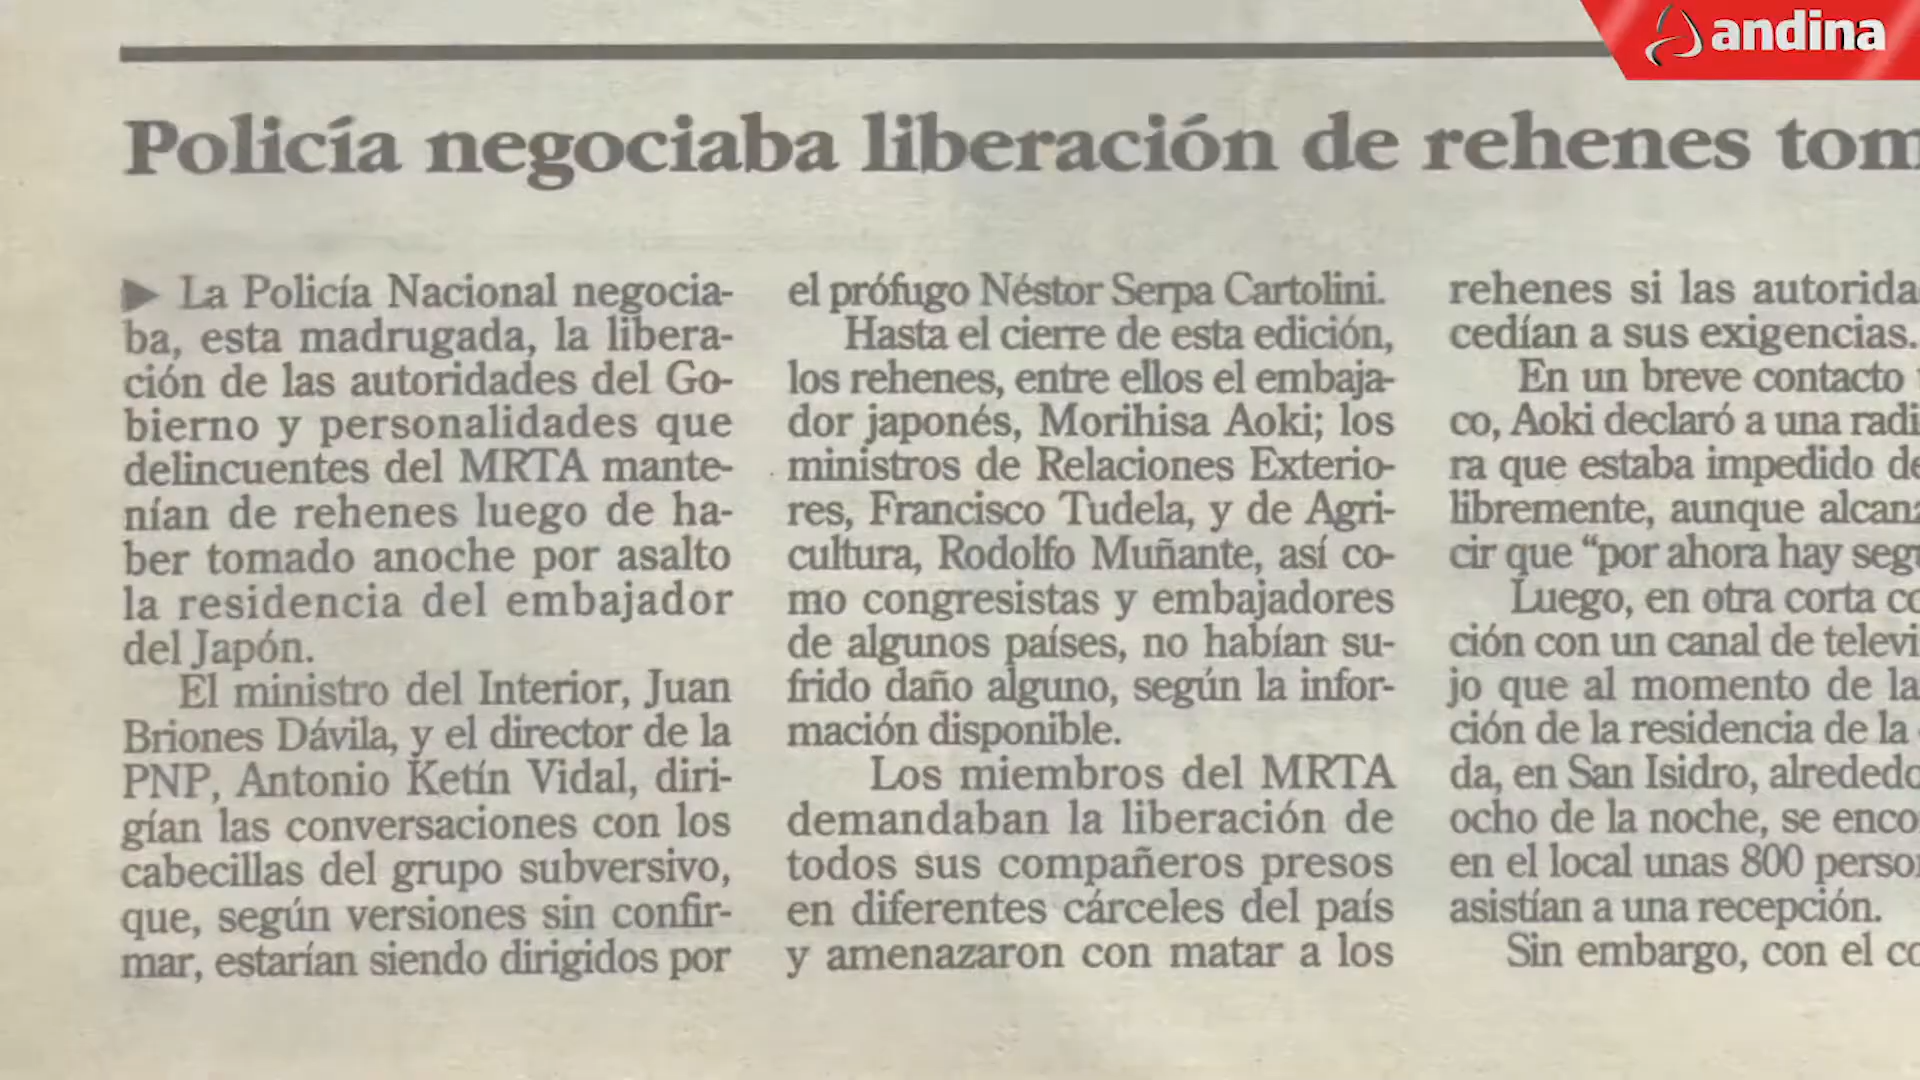 andina
Policía negociaba liberación de rehenes tom
▶ La Policía Nacional negocia-
ba, esta madrugada, la libera-
ción de las autoridades del Go-
bierno y personalidades que
delincuentes del MRTA mante-
nían de rehenes luego de ha-
ber tomado anoche por asalto
la residencia del embajador
del Japón.
El ministro del Interior, Juan
Briones Dávila, y el director de la
PNP, Antonio Ketín Vidal, diri-
gían las conversaciones con los
cabecillas del grupo subversivo,
que, según versiones sin confir-
mar, estarían siendo dirigidos por
el prófugo Néstor Serpa Cartolini.
Hasta el cierre de esta edición,
los rehenes, entre ellos el embaja-
dor japonés, Morihisa Aoki; los
ministros de Relaciones Exterio-
res, Francisco Tudela, y de Agri-
cultura, Rodolfo Muñante, así co-
mo congresistas y embajadores
de algunos países, no habían su-
frido daño alguno, según la infor-
mación disponible.
Los miembros del MRTA
demandaban la liberación de
todos sus compañeros presos
en diferentes cárceles del país
y amenazaron con matar a los
rehenes si las autorida
cedían a sus exigencias.
En un breve contacto
co, Aoki declaró a una radi
ra que estaba impedido de
libremente, aunque alcanz
cir que “por ahora hay segu
Luego, en otra corta co
ción con un canal de televi
jo que al momento de la
ción de la residencia de la
da, en San Isidro, alrededo
ocho de la noche, se enco
en el local unas 800 person
asistían a una recepción.
Sin embargo, con el co